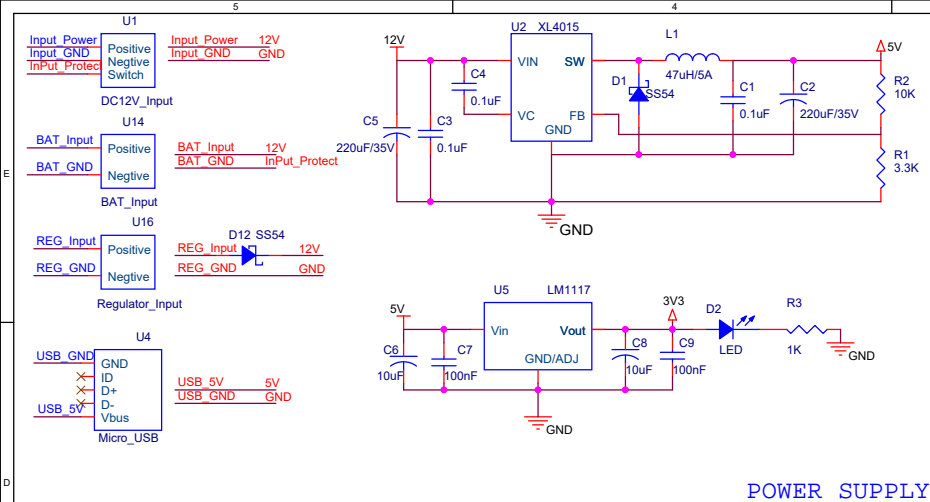 5
4
E
D
U1
Input_Power
Input_GND
InPut_Protect
Positive
Negtive
Switch
DC12V_Input
Input_Power 12V
Input_GND GND
U14
BAT_Input
BAT_GND
Positive
Negtive
BAT_Input
BAT_Input 12V
BAT_GND InPut_Protect
U16
REG_Input
REG_GND
Positive
Negtive
Regulator_Input
REG_Input
D12 SS54
12V
REG_GND GND
U4
USB_GND
USB_5V
GND
ID
D+
D-
Vbus
Micro_USB
USB_5V 5V
USB_GND GND
12V
U2 XL4015
VIN
SW
VC
FB
GND
C4
0.1uF
C5
220uF/35V
C3
0.1uF
L1
47uH/5A
D1
SS54
C1
0.1uF
C2
220uF/35V
5V
R2
10K
R1
3.3K
GND
5V
U5 LM1117
Vin
Vout
GND/ADJ
C6
10uF
C7
100nF
C8
10uF
C9
100nF
3V3
D2
LED
R3
1K
GND
GND
POWER SUPPLY